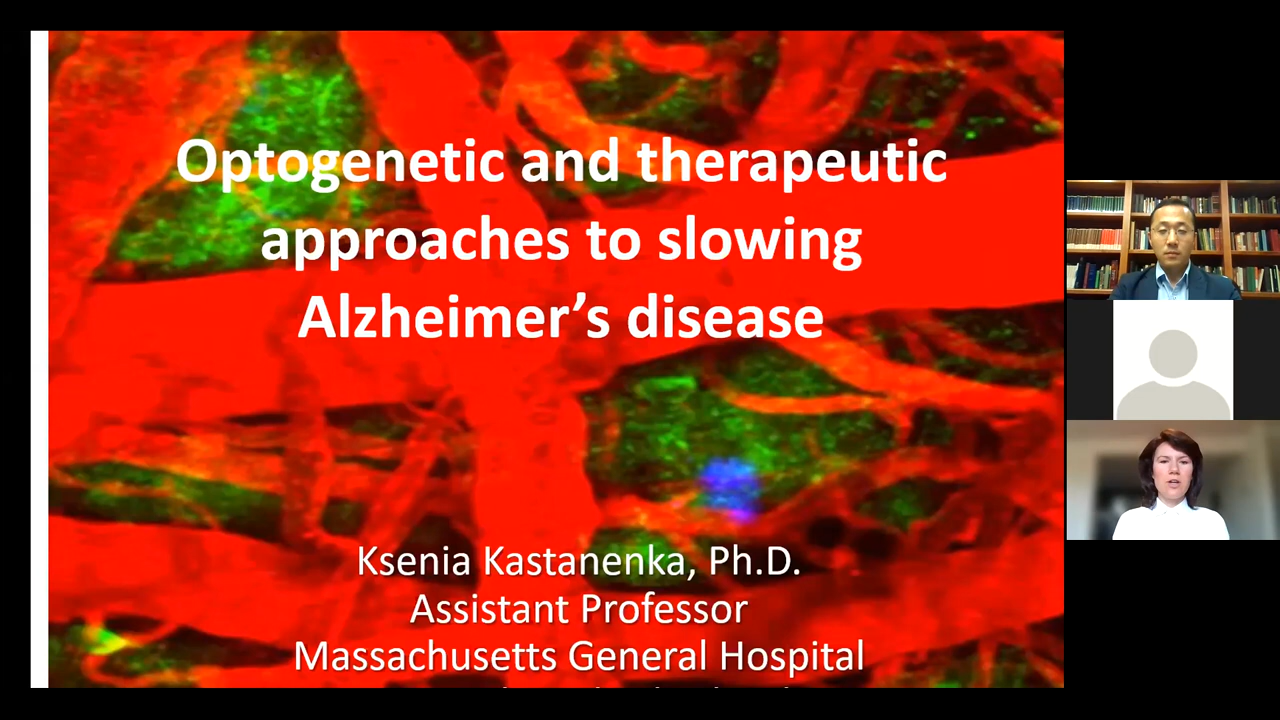 Optogenetic and therapeutic
approaches to slowing
Alzheimer’s disease
Ksenia Kastanenka, Ph.D.
Assistant Professor
Massachusetts General Hospital